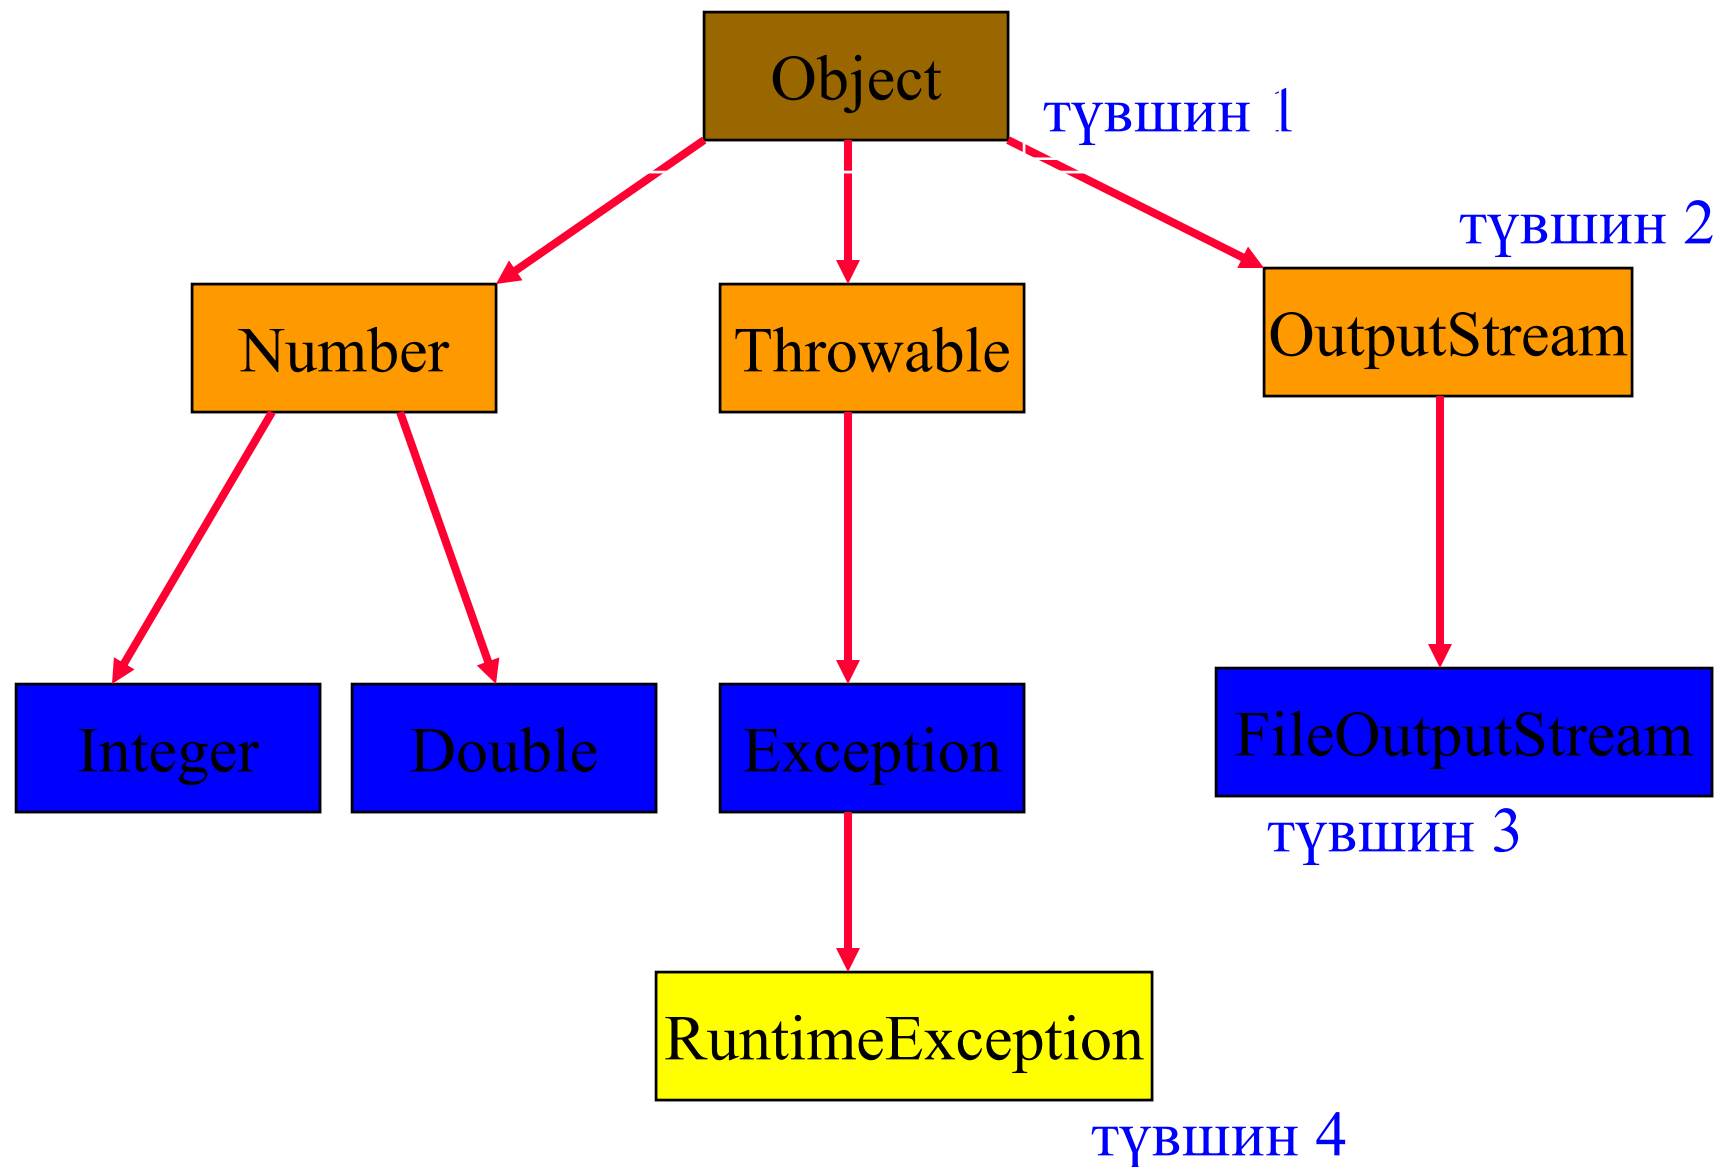 Object
түвшин 1
түвшин 2
Number
Throwable
OutputStream
Integer
Double
Exception
FileOutputStream
түвшин 3
RuntimeException
түвшин 4